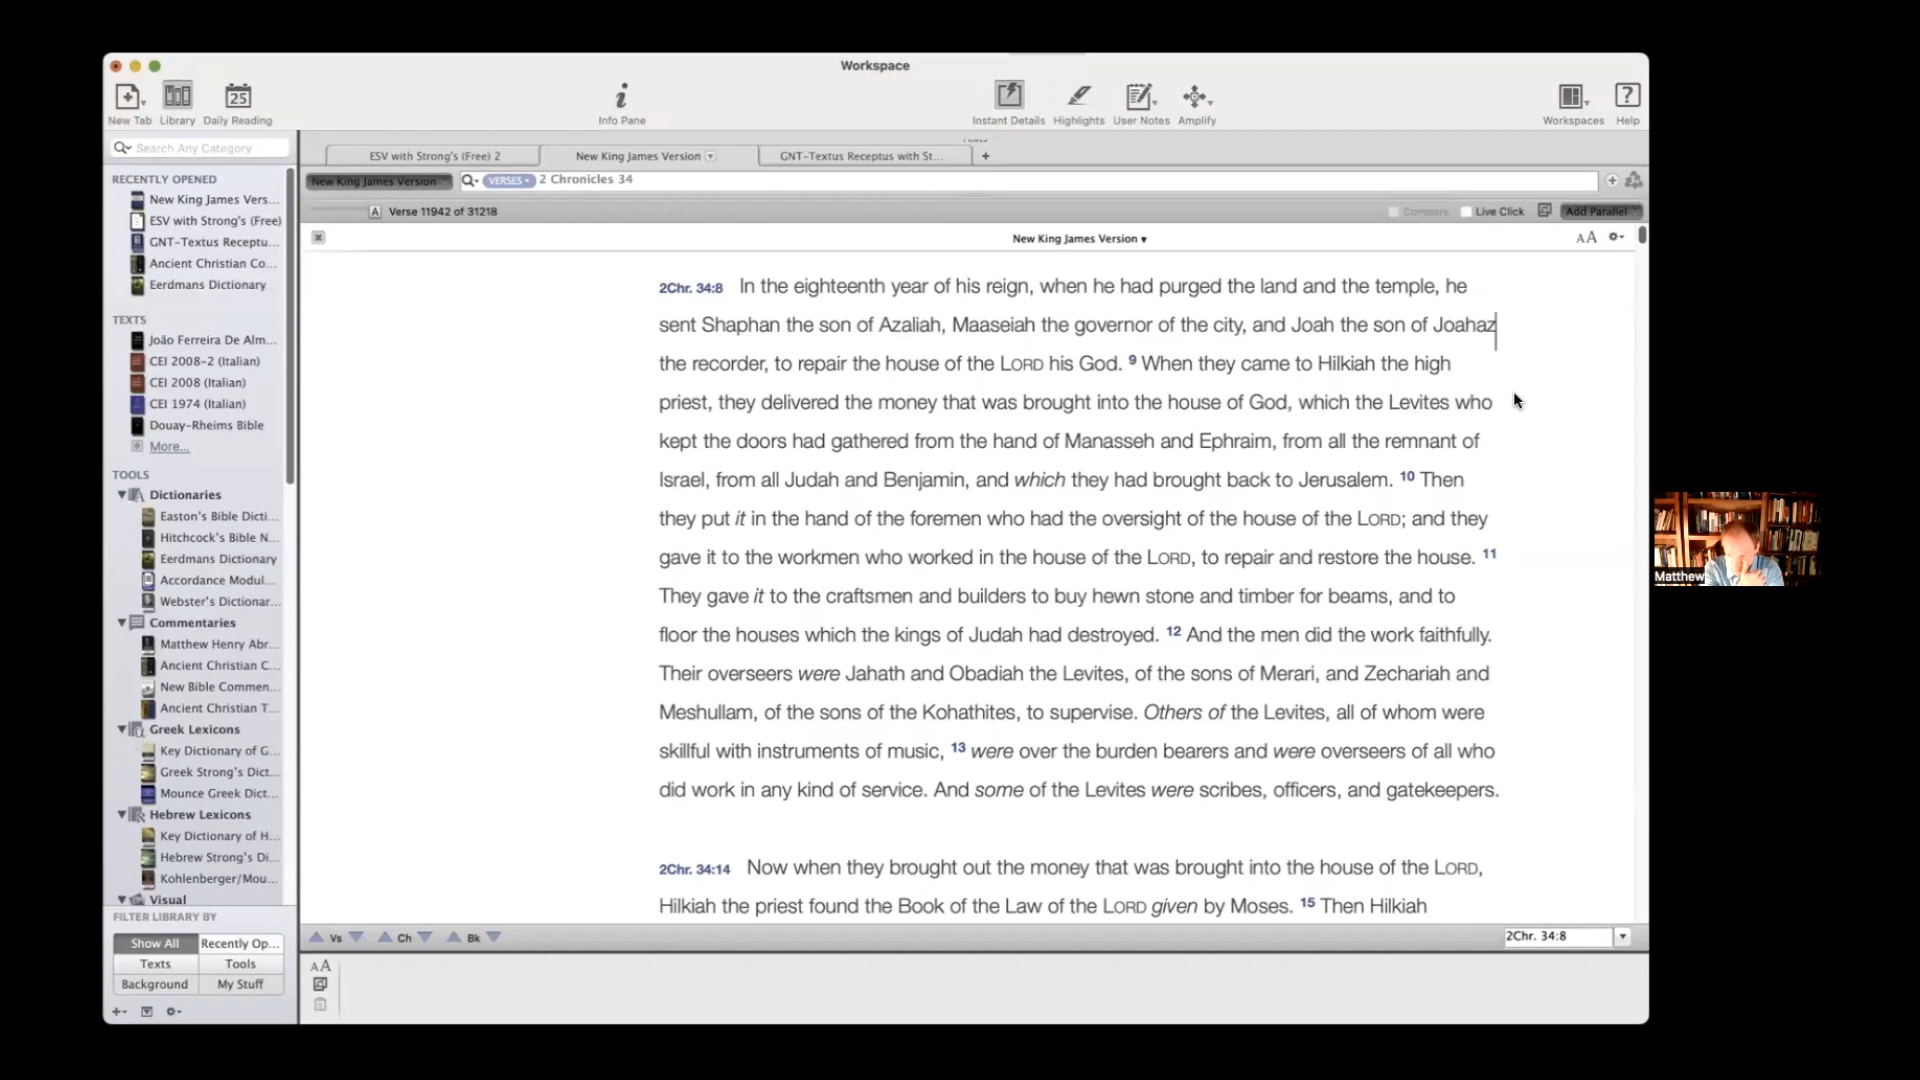 Workspace
New Tab
Library
Daily Reading
25
Info Pane
Instant Details
Highlights
User Notes
Amplify
Workspaces
Help
Search Any Category
ESV with Strong's (Free) 2
New King James Version
GNT-Textus Receptus with St...
New King James Version
VERSES
2 Chronicles 34
A Verse 11942 of 31218
Compare
Live Click
Add Parallel
New King James Version
AA
RECENTLY OPENED
New King James Vers...
ESV with Strong's (Free)
GNT-Textus Receptu...
Ancient Christian Co...
Eerdmans Dictionary
TEXTS
João Ferreira De Alm...
CEI 2008-2 (Italian)
CEI 2008 (Italian)
CEI 1974 (Italian)
Douay-Rheims Bible
More...
TOOLS
Dictionaries
Easton's Bible Dicti...
Hitchcock's Bible N...
Eerdmans Dictionary
Accordance Modul...
Webster's Dictionar...
Commentaries
Matthew Henry Abr...
Ancient Christian C...
New Bible Commen...
Ancient Christian T...
Greek Lexicons
Key Dictionary of G...
Greek Strong's Dict...
Mounce Greek Dict...
Hebrew Lexicons
Key Dictionary of H...
Hebrew Strong's Di...
Kohlenberger/Mou...
Visual
FILTER LIBRARY BY
Show All
Recently Op...
Texts
Tools
Background
My Stuff
2Chr. 34:8 In the eighteenth year of his reign, when he had purged the land and the temple, he
sent Shaphan the son of Azaliah, Maaseiah the governor of the city, and Joah the son of Joahaz
the recorder, to repair the house of the LORD his God. 9 When they came to Hilkiah the high
priest, they delivered the money that was brought into the house of God, which the Levites who
kept the doors had gathered from the hand of Manasseh and Ephraim, from all the remnant of
Israel, from all Judah and Benjamin, and which they had brought back to Jerusalem. 10 Then
they put it in the hand of the foremen who had the oversight of the house of the LORD; and they
gave it to the workmen who worked in the house of the LORD, to repair and restore the house. 11
They gave it to the craftsmen and builders to buy hewn stone and timber for beams, and to
floor the houses which the kings of Judah had destroyed. 12 And the men did the work faithfully.
Their overseers were Jahath and Obadiah the Levites, of the sons of Merari, and Zechariah and
Meshullam, of the sons of the Kohathites, to supervise. Others of the Levites, all of whom were
skillful with instruments of music, 13 were over the burden bearers and were overseers of all who
did work in any kind of service. And some of the Levites were scribes, officers, and gatekeepers.
2Chr. 34:14 Now when they brought out the money that was brought into the house of the LORD,
Hilkiah the priest found the Book of the Law of the LORD given by Moses. 15 Then Hilkiah
Vs
Ch
Bk
2Chr. 34:8
AA
Matthew